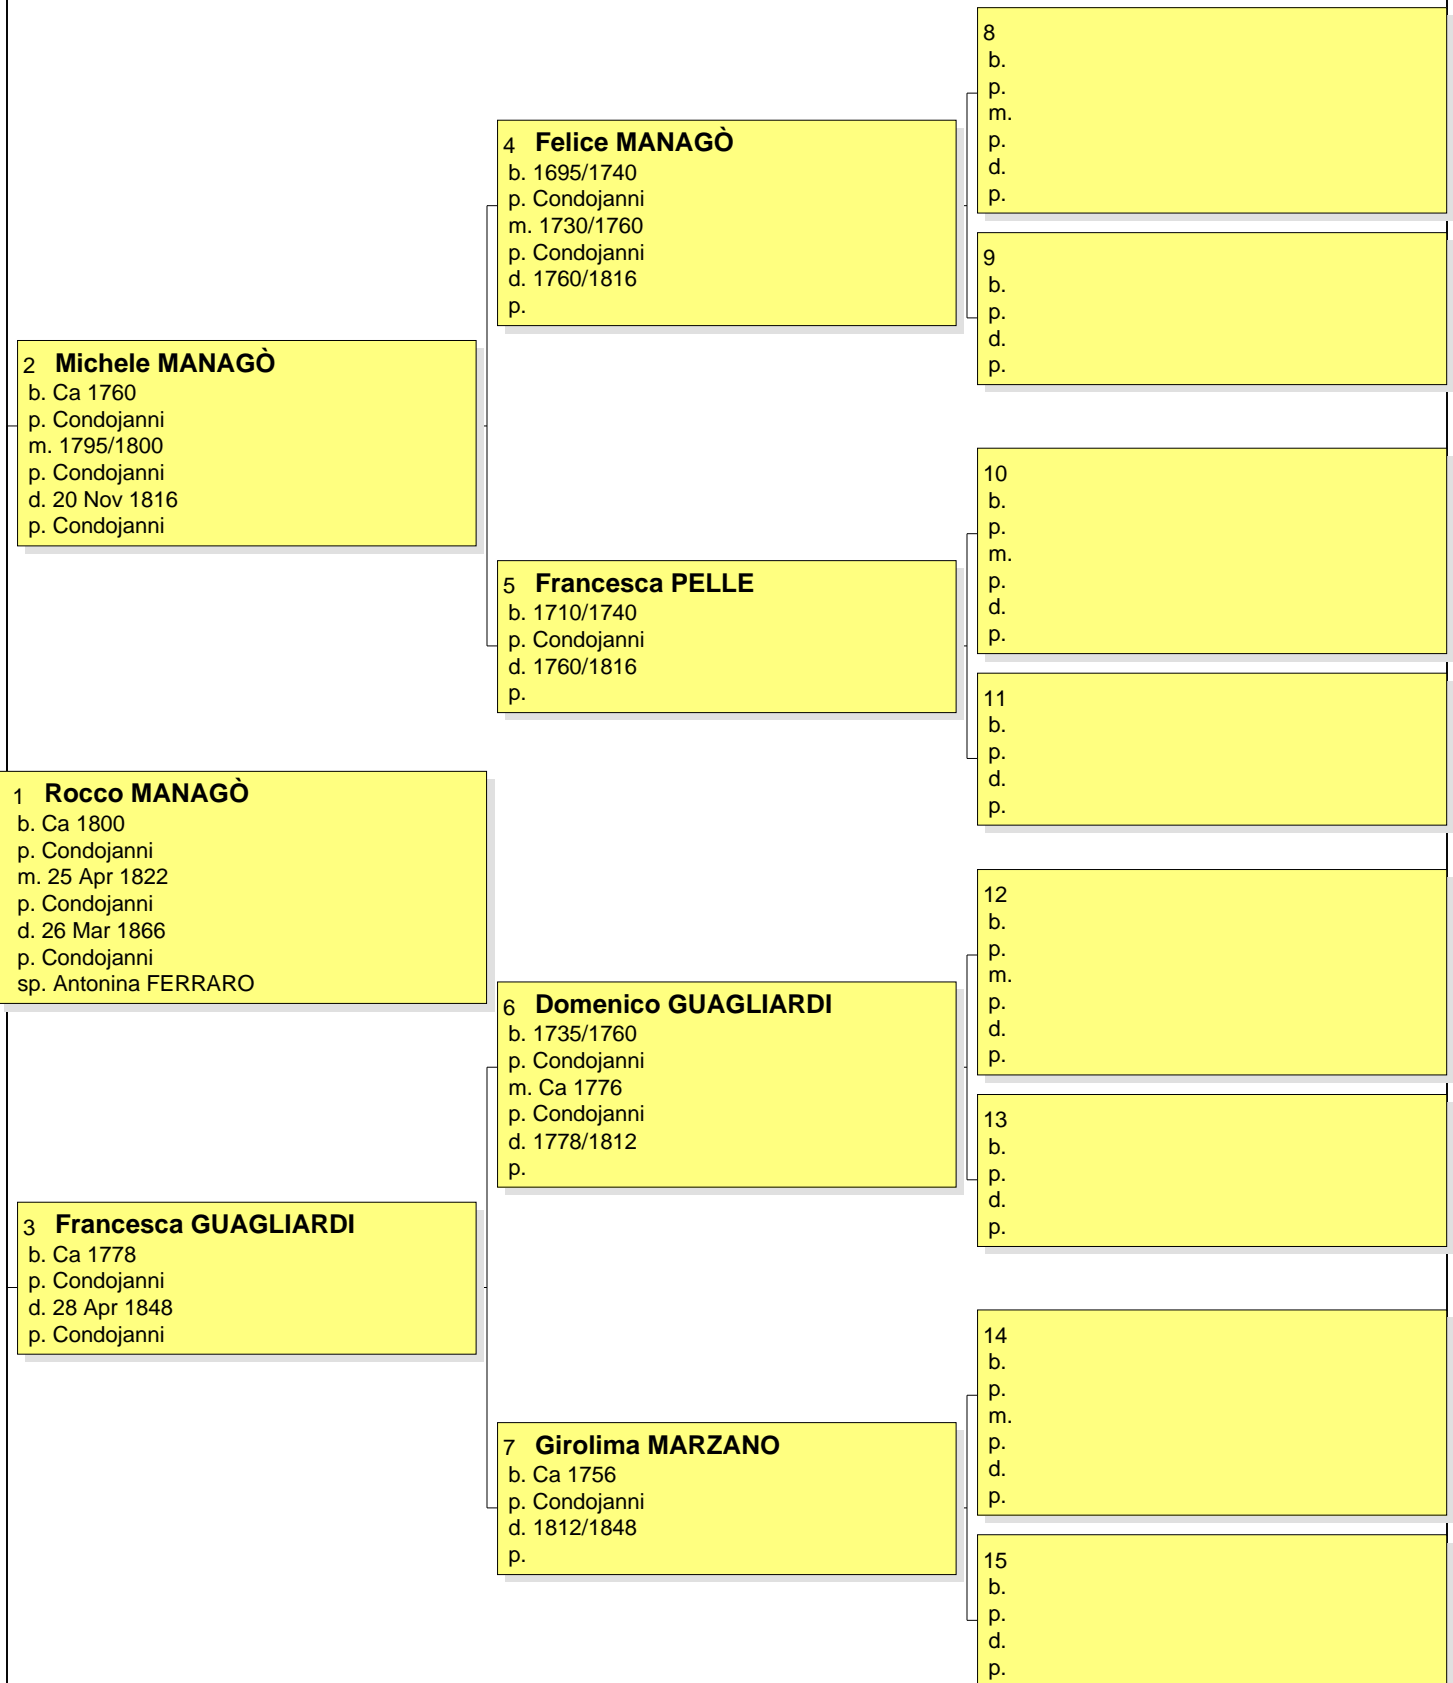 8
b.
p.
m.
p.
d.
p.
4 Felice MANAGÒ
b. 1695/1740
p. Condojanni
m. 1730/1760
p. Condojanni
d. 1760/1816
p.
9
b.
p.
d.
p.
2 Michele MANAGÒ
b. Ca 1760
p. Condojanni
m. 1795/1800
p. Condojanni
d. 20 Nov 1816
p. Condojanni
10
b.
p.
m.
p.
d.
p.
5 Francesca PELLE
b. 1710/1740
p. Condojanni
d. 1760/1816
p.
11
b.
p.
d.
p.
1 Rocco MANAGÒ
b. Ca 1800
p. Condojanni
m. 25 Apr 1822
p. Condojanni
d. 26 Mar 1866
p. Condojanni
sp. Antonina FERRARO
12
b.
p.
m.
p.
d.
p.
6 Domenico GUAGLIARDI
b. 1735/1760
p. Condojanni
m. Ca 1776
p. Condojanni
d. 1778/1812
p.
13
b.
p.
d.
p.
3 Francesca GUAGLIARDI
b. Ca 1778
p. Condojanni
d. 28 Apr 1848
p. Condojanni
14
b.
p.
m.
p.
d.
p.
7 Girolima MARZANO
b. Ca 1756
p. Condojanni
d. 1812/1848
p.
15
b.
p.
d.
p.